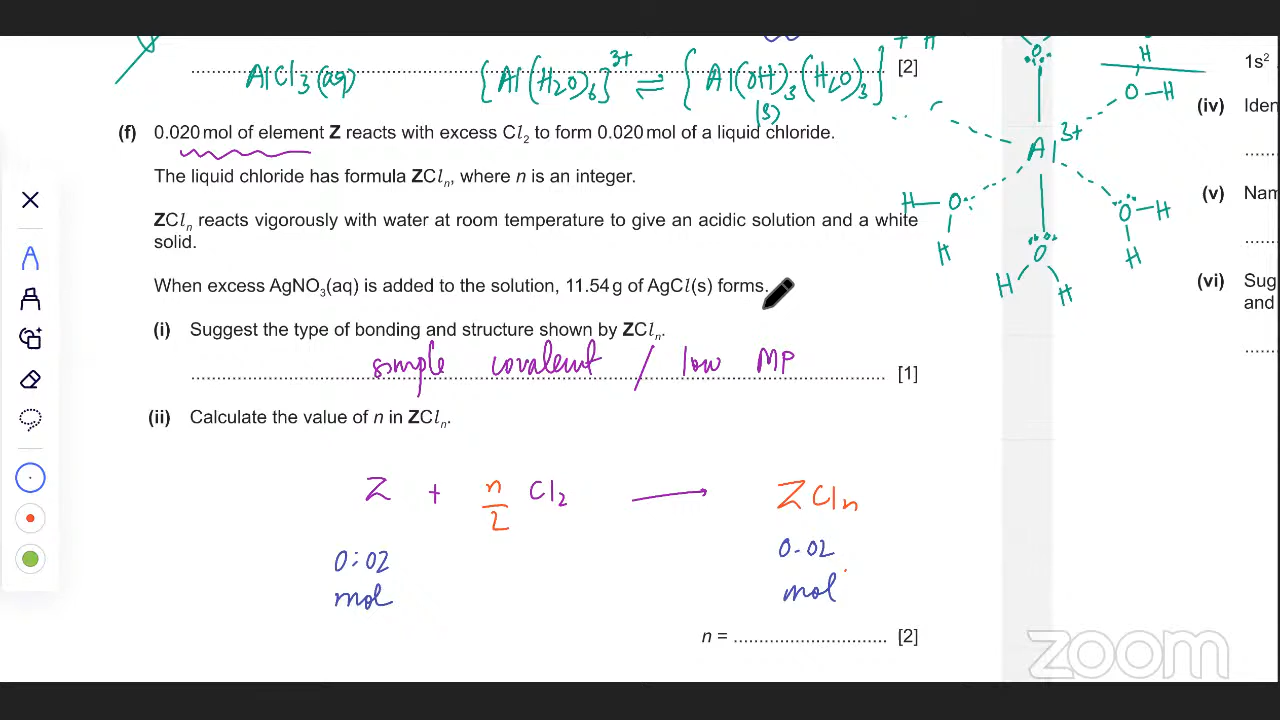 + H
AlCl3(aq) {Al(H2O)6}3+ ⇌ {Al(OH)3(H2O)3} [2]
(s)
(f) 0.020 mol of element Z reacts with excess Cl2 to form 0.020 mol of a liquid chloride.
The liquid chloride has formula ZCln, where n is an integer.
ZCln reacts vigorously with water at room temperature to give an acidic solution and a white
solid.
When excess AgNO3(aq) is added to the solution, 11.54 g of AgCl(s) forms.
(i) Suggest the type of bonding and structure shown by ZCln.
simple covalent / low MP [1]
(ii) Calculate the value of n in ZCln.
Z + n/2 Cl2 → ZCln
0.02 0.02
mol mol
n = ............................. [2]
O
H
O—H
Al 3+
H—O
H
O—H
H
O
H H
1s2
(iv) Iden
(v) Nam
(vi) Sug
and
zoom